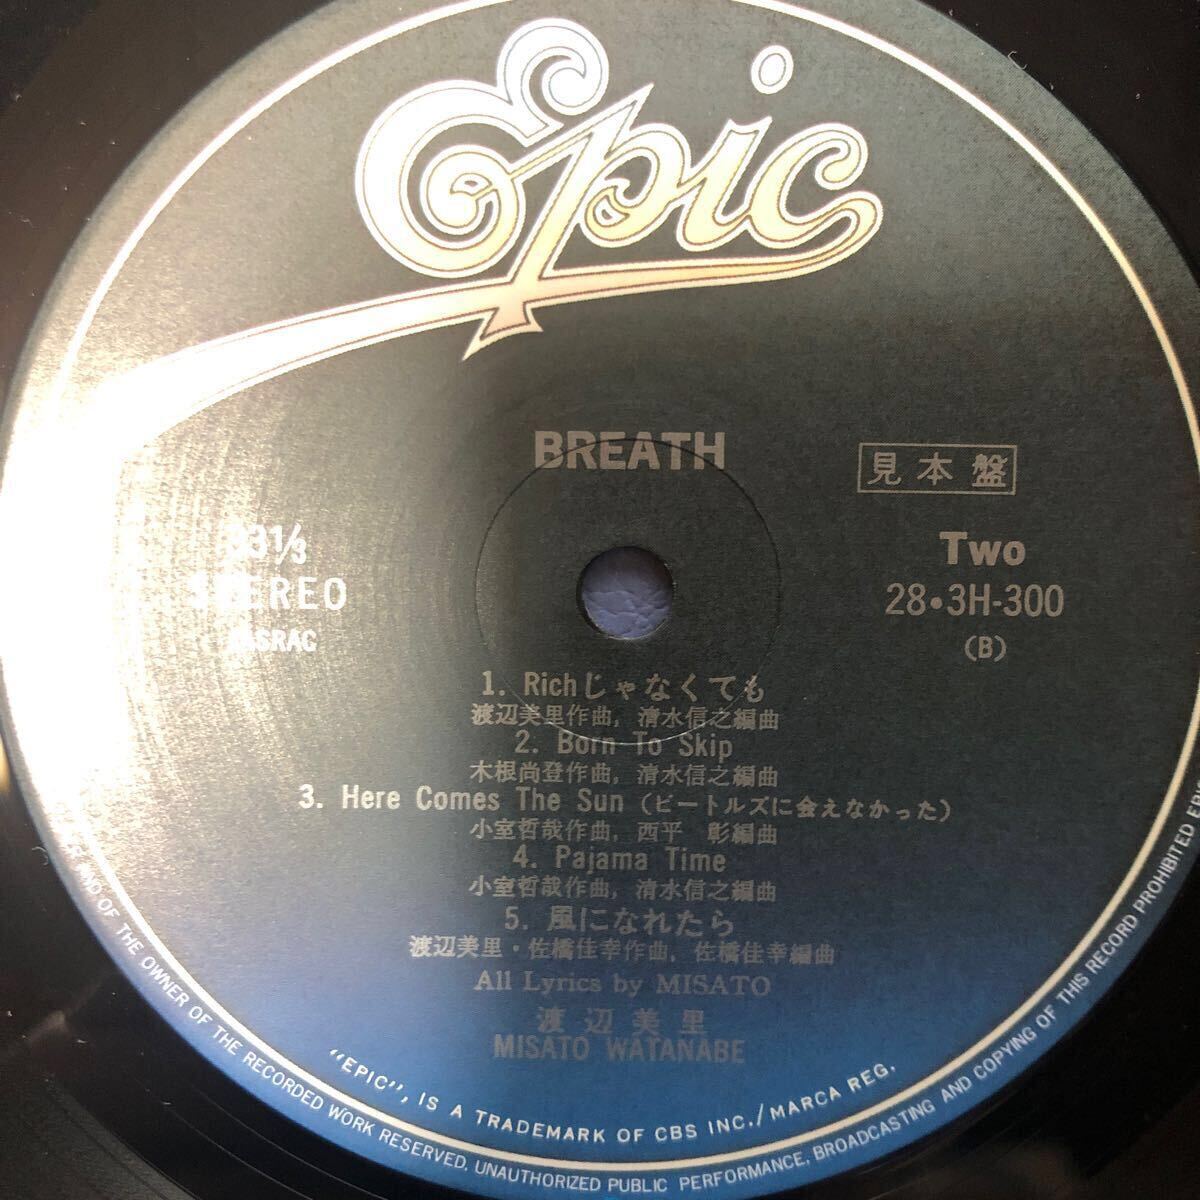 Epic
BREATH
見本盤
33⅓
STEREO
JASRAC
Two
28・3H-300
(B)
1. Richじゃなくても
渡辺美里作曲, 清水信之編曲
2. Born To Skip
木根尚登作曲, 清水信之編曲
3. Here Comes The Sun (ビートルズに会えなかった)
小室哲哉作曲, 西平 彰編曲
4. Pajama Time
小室哲哉作曲, 清水信之編曲
5. 風になれたら
渡辺美里・佐橋佳幸作曲, 佐橋佳幸編曲
All Lyrics by MISATO
渡辺美里
MISATO WATANABE
"EPIC", IS A TRADEMARK OF CBS INC./MARCA REG.
AND OF THE OWNER OF THE RECORDED WORK RESERVED. UNAUTHORIZED PUBLIC PERFORMANCE, BROADCASTING AND COPYING OF THIS RECORD PROHIBITED